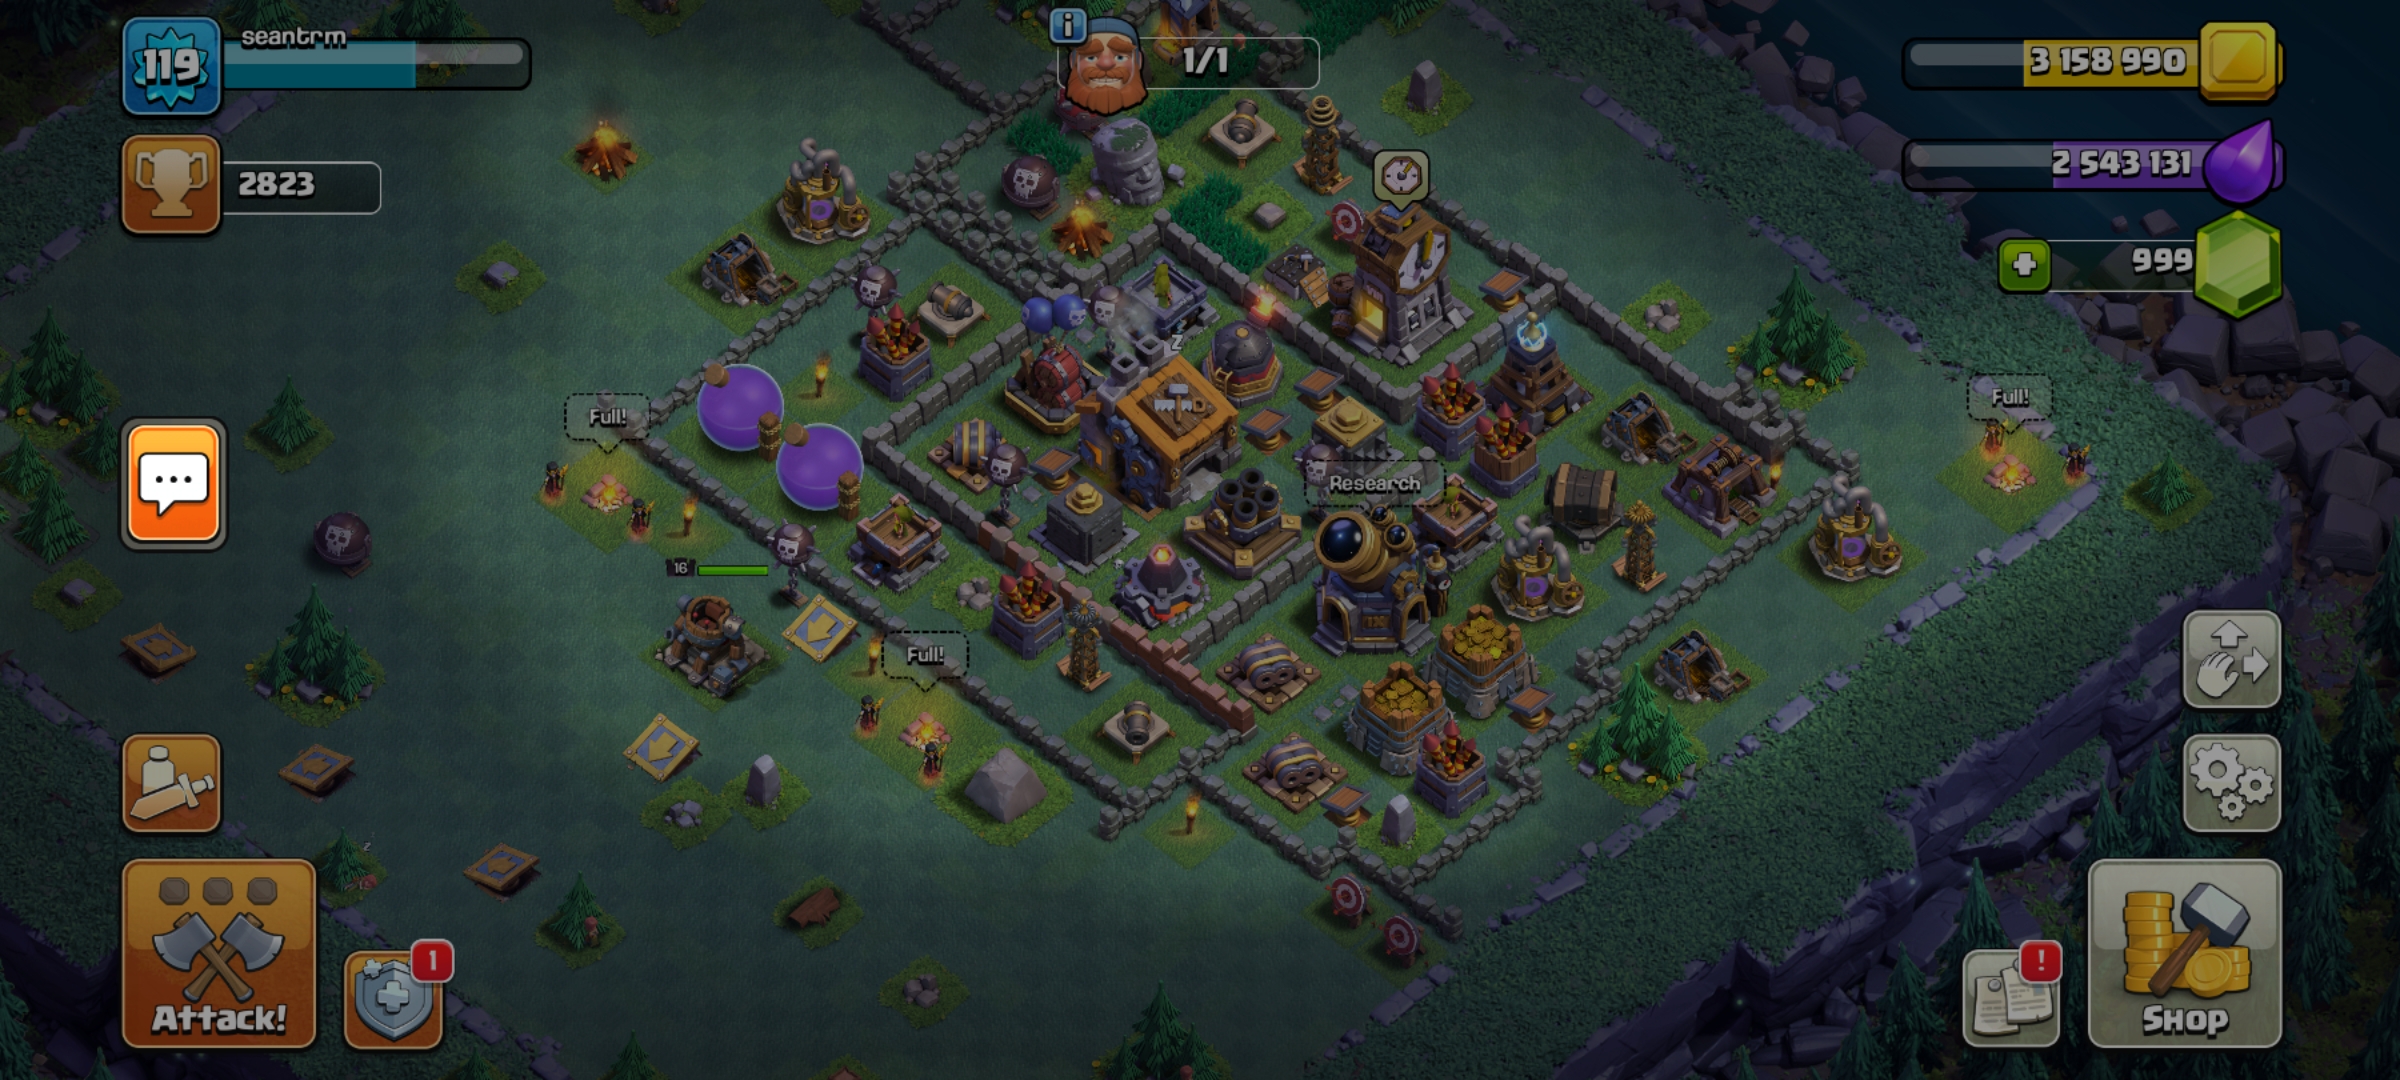 119
seantrm
1/1
3 158 990
2823
2 543 131
999
Full!
Full!
Research
16
Full!
Attack!
1
!
Shop